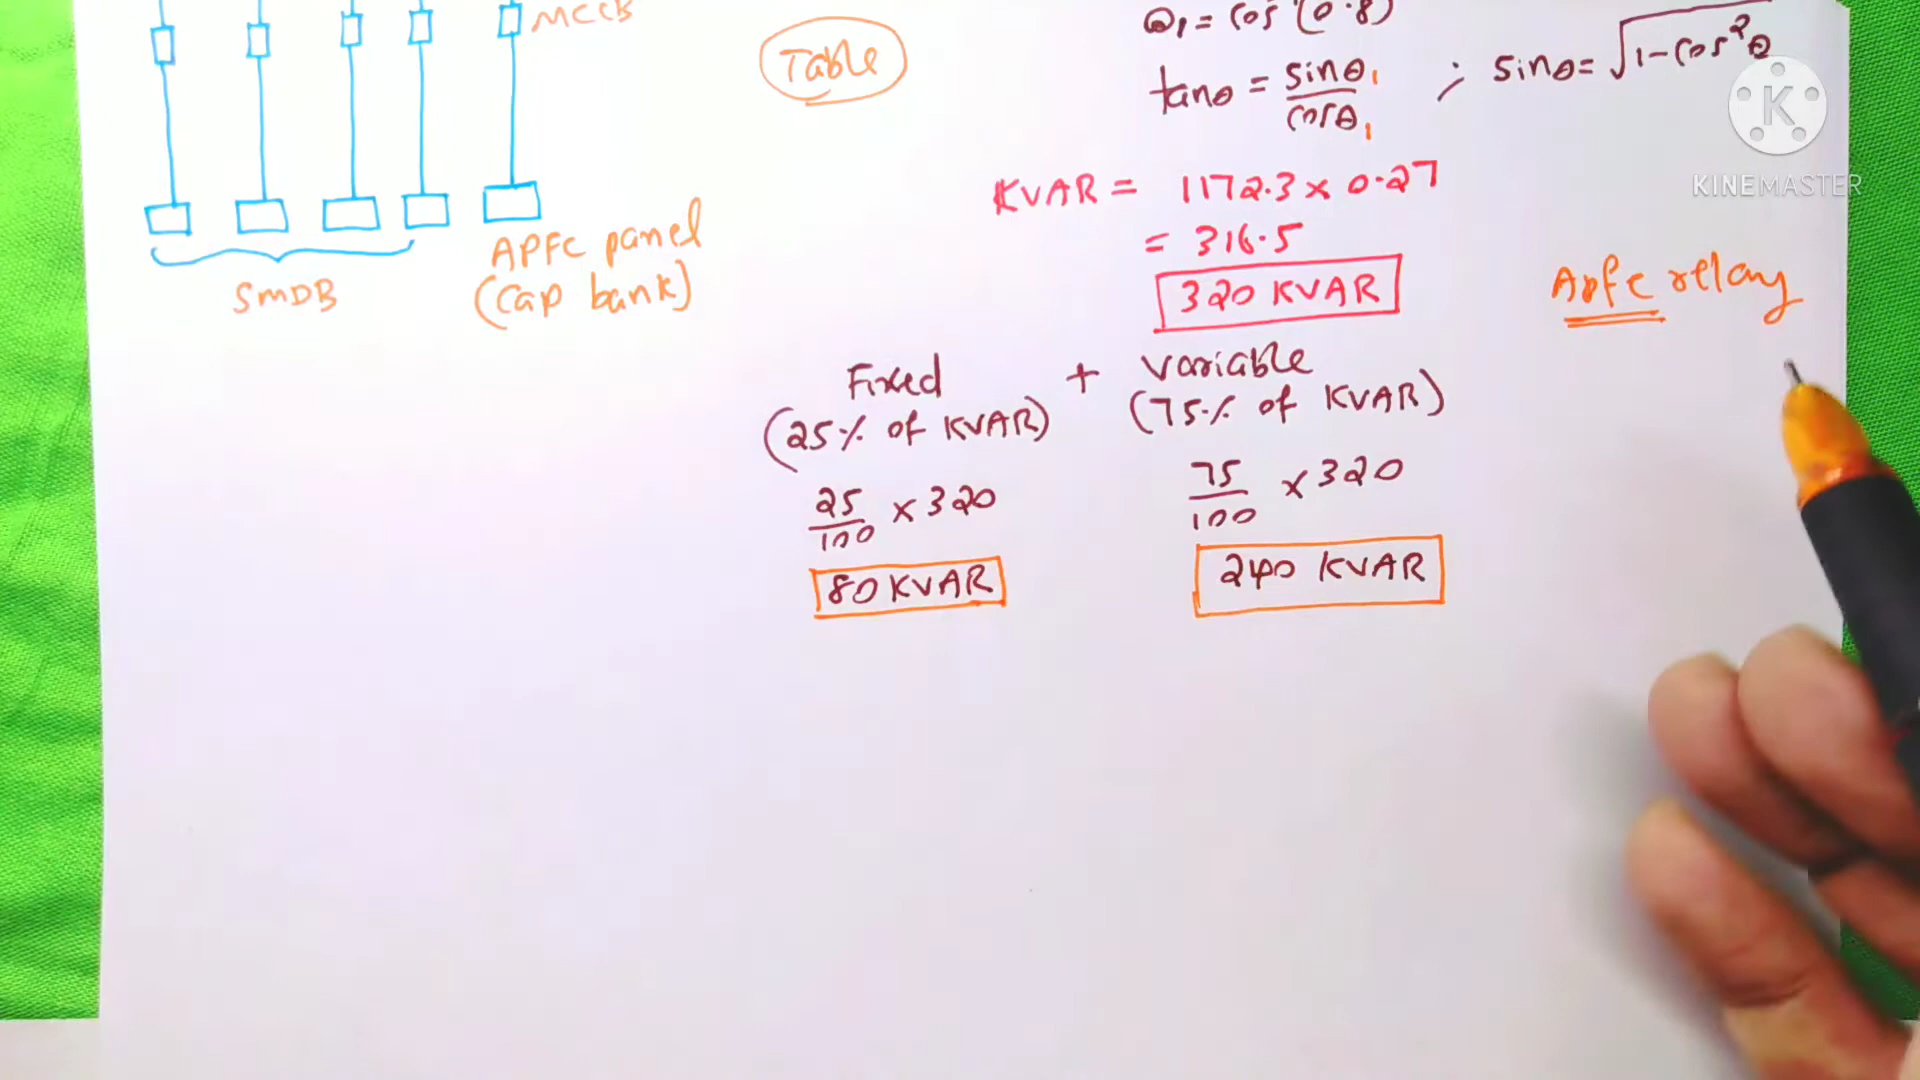 MCCB
Table
θ1 = Cos (0.8)
tanθ = sinθ1 / cosθ1 ; sinθ = √1-Cos²θ
K
KINEMASTER
KVAR = 1172.3 x 0.27
= 316.5
320 KVAR
APFC panel
(cap bank)
SMDB
Apfc relay
Fixed + Variable
(25% of KVAR) (75% of KVAR)
25/100 x 320 75/100 x 320
80 KVAR 240 KVAR